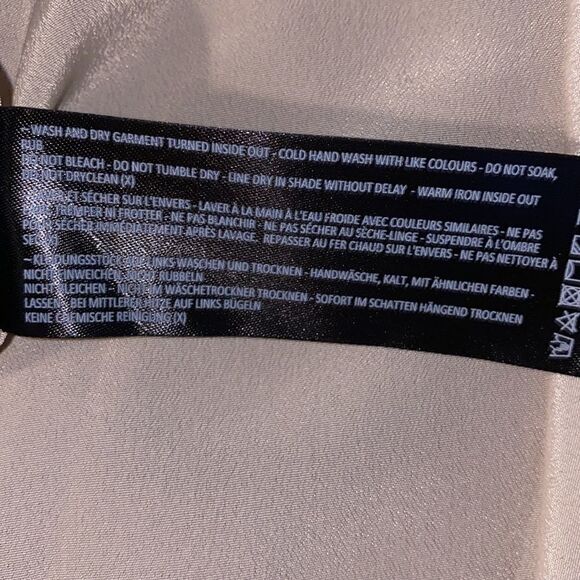 ~ WASH AND DRY GARMENT TURNED INSIDE OUT - COLD HAND WASH WITH LIKE COLOURS - DO NOT SOAK,
RUB
DO NOT BLEACH - DO NOT TUMBLE DRY - LINE DRY IN SHADE WITHOUT DELAY - WARM IRON INSIDE OUT
DO NOT DRYCLEAN (X)
ET SÉCHER SUR L'ENVERS - LAVER À LA MAIN À L'EAU FROIDE AVEC COULEURS SIMILAIRES - NE PAS
TREMPER NI FROTTER - NE PAS BLANCHIR - NE PAS SÉCHER AU SÈCHE-LINGE - SUSPENDRE À L'OMBRE
SÉCHER IMMÉDIATEMENT APRÈS LAVAGE. REPASSER AU FER CHAUD SUR L'ENVERS - NE PAS NETTOYER À
~ KLEIDUNGSSTÜCK AUF LINKS WASCHEN UND TROCKNEN - HANDWÄSCHE, KALT, MIT ÄHNLICHEN FARBEN -
NICHT EINWEICHEN, NICHT RUBBELN
NICHT BLEICHEN - NICHT IM WÄSCHETROCKNER TROCKNEN - SOFORT IM SCHATTEN HÄNGEND TROCKNEN
LASSEN - BEI MITTLERER HITZE AUF LINKS BÜGELN
KEINE CHEMISCHE REINIGUNG (X)